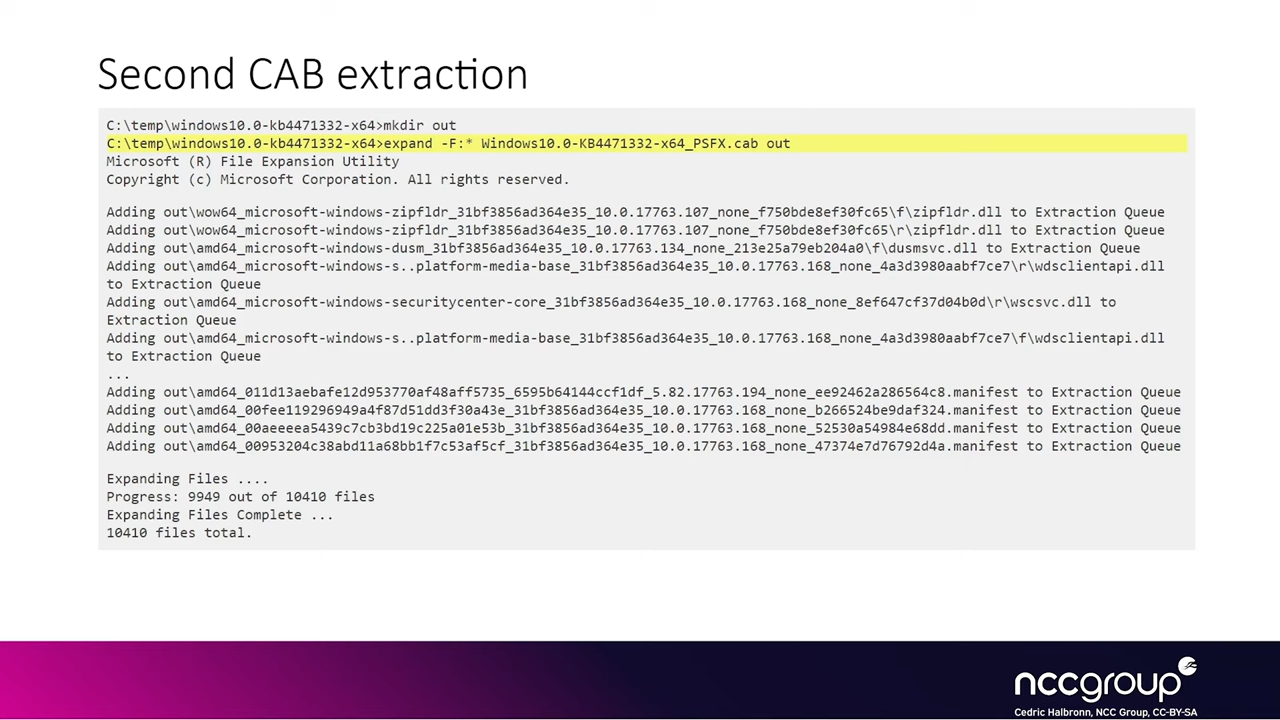 Second CAB extraction
C:\temp\windows10.0-kb4471332-x64>mkdir out
C:\temp\windows10.0-kb4471332-x64>expand -F:* Windows10.0-KB4471332-x64_PSFX.cab out
Microsoft (R) File Expansion Utility
Copyright (c) Microsoft Corporation. All rights reserved.
Adding out\wow64_microsoft-windows-zipfldr_31bf3856ad364e35_10.0.17763.107_none_f750bde8ef30fc65\f\zipfldr.dll to Extraction Queue
Adding out\wow64_microsoft-windows-zipfldr_31bf3856ad364e35_10.0.17763.107_none_f750bde8ef30fc65\r\zipfldr.dll to Extraction Queue
Adding out\amd64_microsoft-windows-dusm_31bf3856ad364e35_10.0.17763.134_none_213e25a79eb204a0\f\dusmsvc.dll to Extraction Queue
Adding out\amd64_microsoft-windows-s..platform-media-base_31bf3856ad364e35_10.0.17763.168_none_4a3d3980aabf7ce7\r\wdsclientapi.dll
to Extraction Queue
Adding out\amd64_microsoft-windows-securitycenter-core_31bf3856ad364e35_10.0.17763.168_none_8ef647cf37d04b0d\r\wscsvc.dll to
Extraction Queue
Adding out\amd64_microsoft-windows-s..platform-media-base_31bf3856ad364e35_10.0.17763.168_none_4a3d3980aabf7ce7\f\wdsclientapi.dll
to Extraction Queue
...
Adding out\amd64_011d13aebafe12d953770af48aff5735_6595b64144ccf1df_5.82.17763.194_none_ee92462a286564c8.manifest to Extraction Queue
Adding out\amd64_00fee119296949a4f87d51dd3f30a43e_31bf3856ad364e35_10.0.17763.168_none_b266524be9daf324.manifest to Extraction Queue
Adding out\amd64_00aeeeea5439c7cb3bd19c225a01e53b_31bf3856ad364e35_10.0.17763.168_none_52530a54984e68dd.manifest to Extraction Queue
Adding out\amd64_00953204c38abd11a68bb1f7c53af5cf_31bf3856ad364e35_10.0.17763.168_none_47374e7d76792d4a.manifest to Extraction Queue
Expanding Files ....
Progress: 9949 out of 10410 files
Expanding Files Complete ...
10410 files total.
nccgroup
Cedric Halbronn, NCC Group, CC-BY-SA